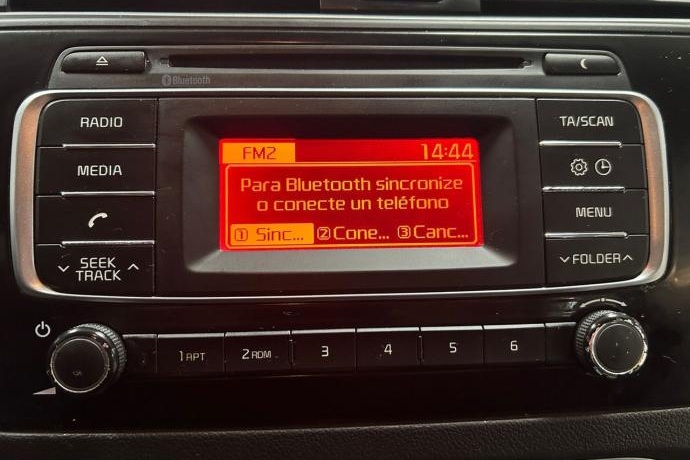 Bluetooth
RADIO
MEDIA
SEEK
TRACK
FM2 14:44
Para Bluetooth sincronize
o conecte un teléfono
1 Sinc... 2 Cone... 3 Canc...
TA/SCAN
MENU
FOLDER
1 APT 2 RDM 3 4 5 6